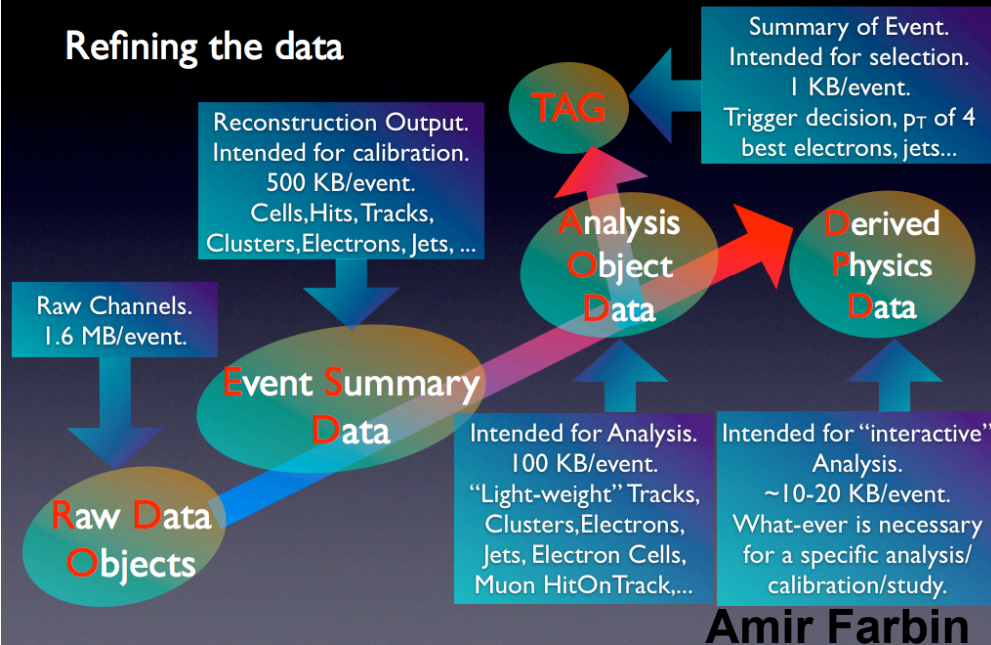 Refining the data
Summary of Event.
Intended for selection.
1 KB/event.
Trigger decision, pT of 4
best electrons, jets...
TAG
Reconstruction Output.
Intended for calibration.
500 KB/event.
Cells,Hits,Tracks,
Clusters,Electrons, Jets, ...
Analysis
Object
Data
Derived
Physics
Data
Raw Channels.
1.6 MB/event.
Event Summary
Data
Raw Data
Objects
Intended for Analysis.
100 KB/event.
“Light-weight” Tracks,
Clusters,Electrons,
Jets, Electron Cells,
Muon HitOnTrack,...
Intended for “interactive”
Analysis.
~10-20 KB/event.
What-ever is necessary
for a specific analysis/
calibration/study.
Amir Farbin